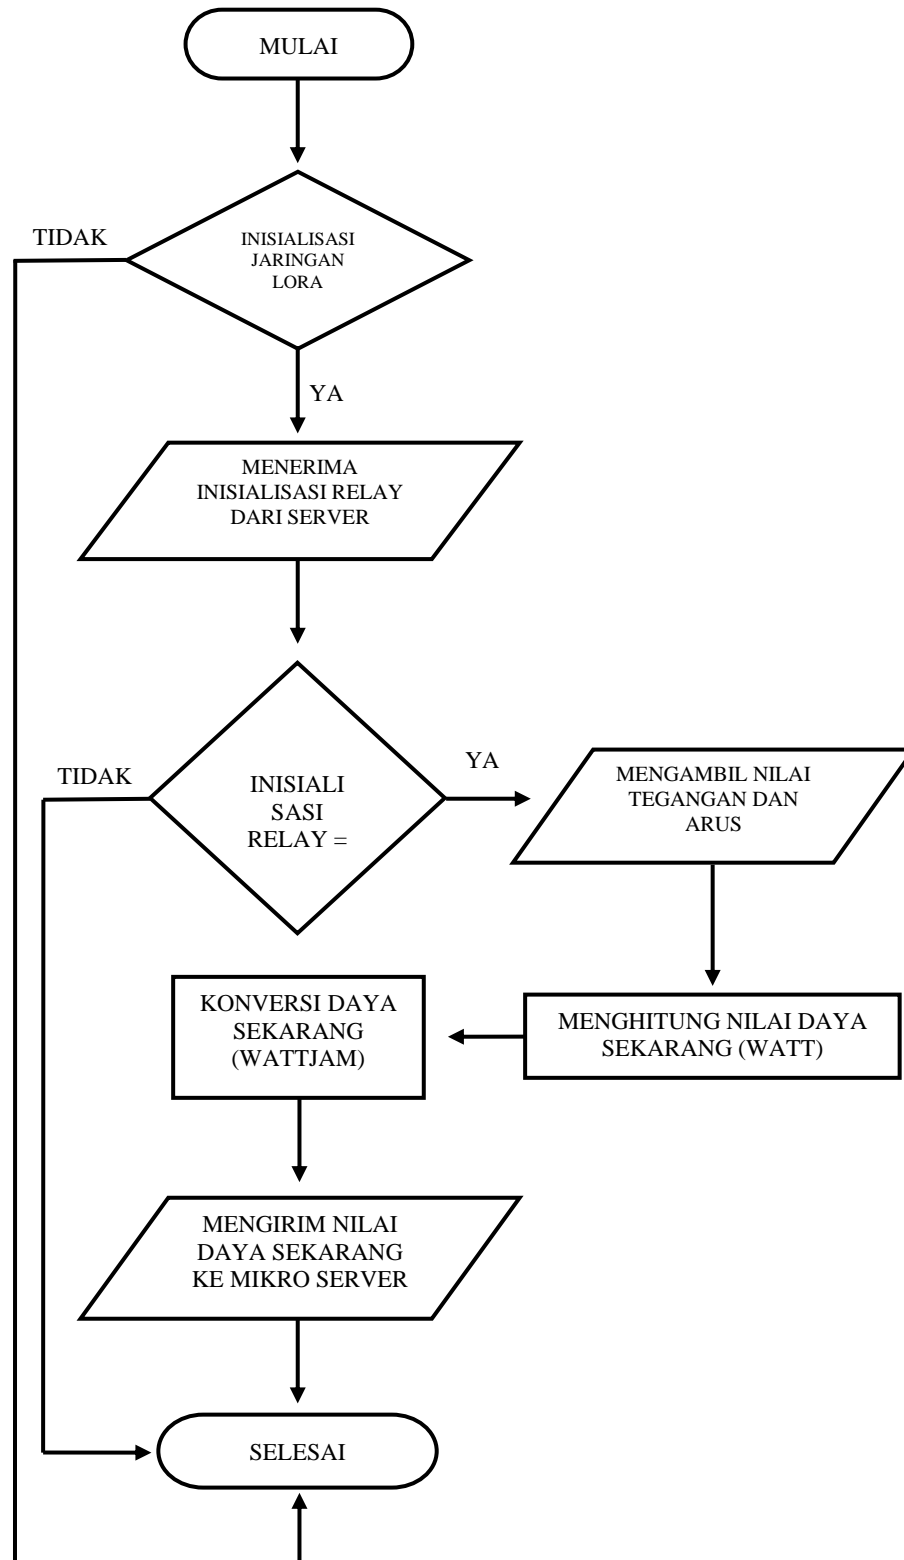 MULAI
TIDAK
INISIALISASI
JARINGAN
LORA
YA
MENERIMA
INISIALISASI RELAY
DARI SERVER
TIDAK
INISIALI
SASI
RELAY =
YA
MENGAMBIL NILAI
TEGANGAN DAN
ARUS
MENGHITUNG NILAI DAYA
SEKARANG (WATT)
KONVERSI DAYA
SEKARANG
(WATTJAM)
MENGIRIM NILAI
DAYA SEKARANG
KE MIKRO SERVER
SELESAI